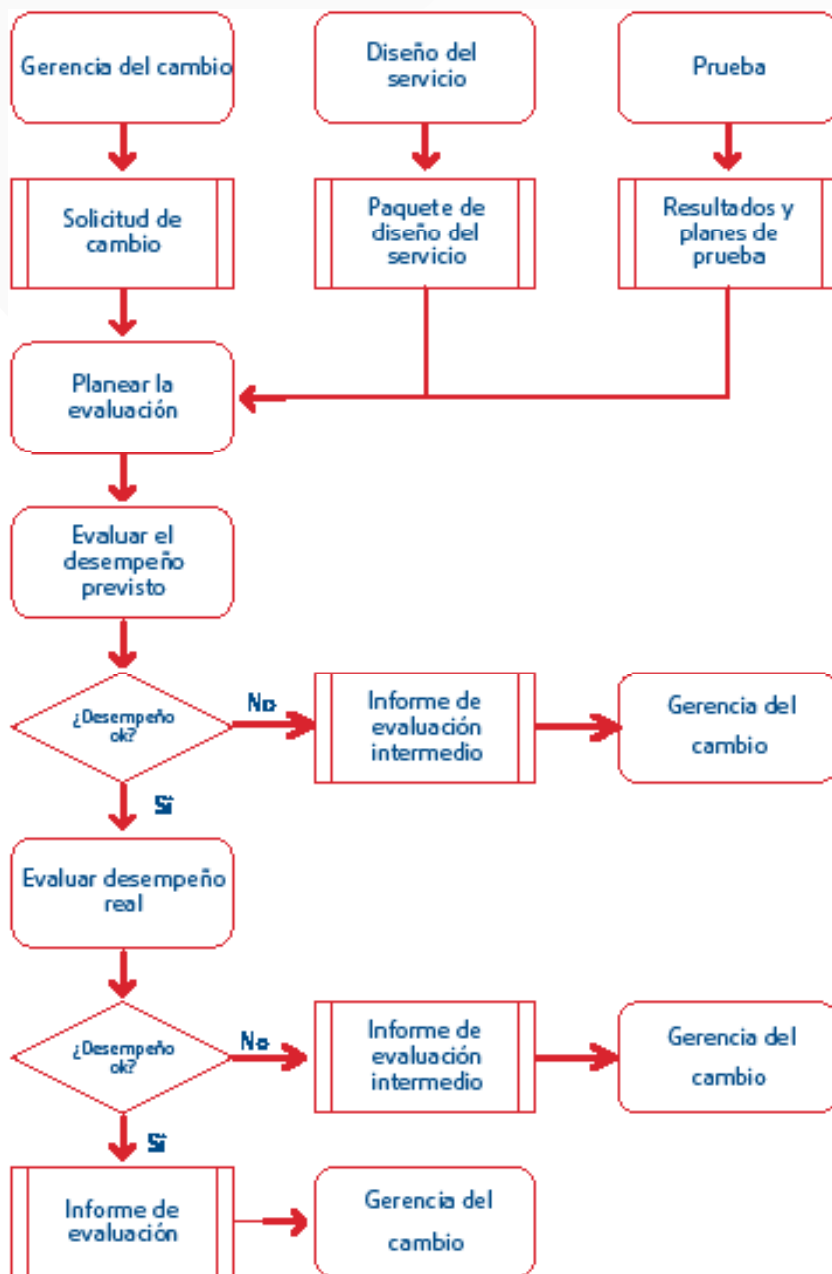 Gerencia del cambio
Diseño del
servicio
Prueba
Solicitud de
cambio
Paquete de
diseño del
servicio
Resultados y
planes de
prueba
Planear la
evaluación
Evaluar el
desempeño
previsto
¿Desempeño
ok?
No
Informe de
evaluación
intermedio
Gerencia del
cambio
Sí
Evaluar desempeño
real
¿Desempeño
ok?
No
Informe de
evaluación
intermedio
Gerencia del
cambio
Sí
Informe de
evaluación
Gerencia del
cambio